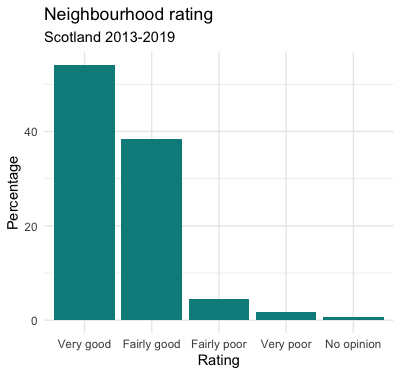 Neighbourhood rating
Scotland 2013-2019
Percentage
40
20
0
Very good Fairly good Fairly poor Very poor No opinion
Rating